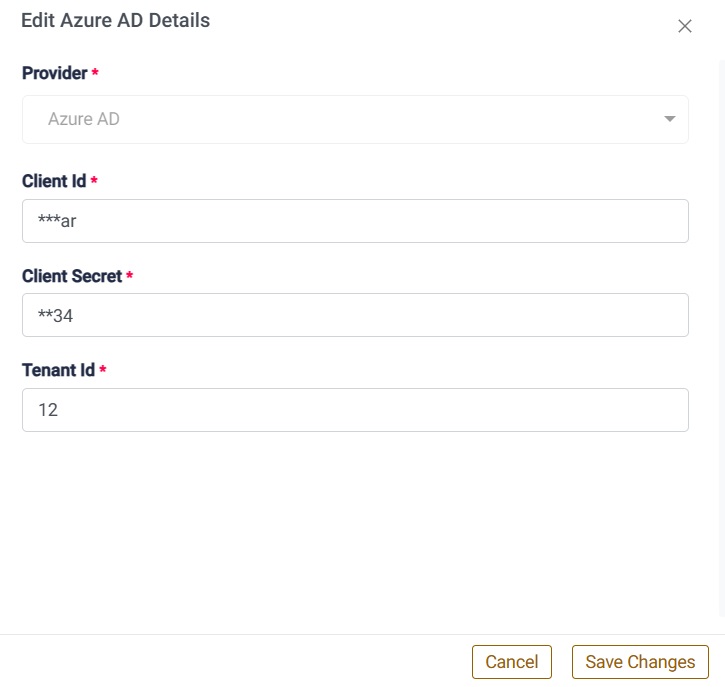 Edit Azure AD Details
Provider *
Azure AD
Client Id *
***ar
Client Secret *
**34
Tenant Id *
12
Cancel Save Changes